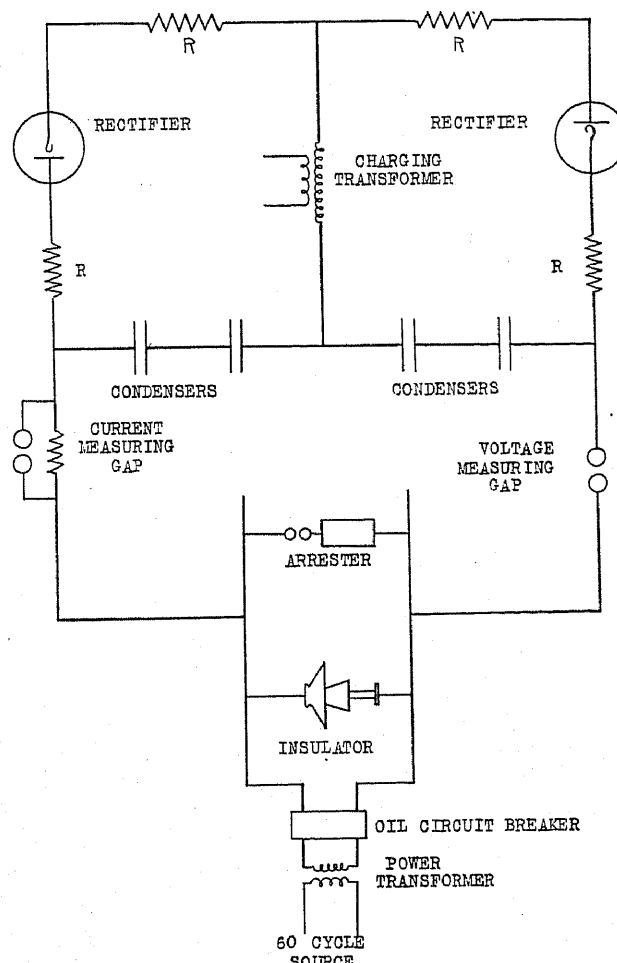 R
R
RECTIFIER
RECTIFIER
CHARGING
TRANSFORMER
R
R
CONDENSERS
CONDENSERS
CURRENT
MEASURING
GAP
VOLTAGE
MEASURING
GAP
ARRESTER
INSULATOR
OIL CIRCUIT BREAKER
POWER
TRANSFORMER
60 CYCLE
SOURCE